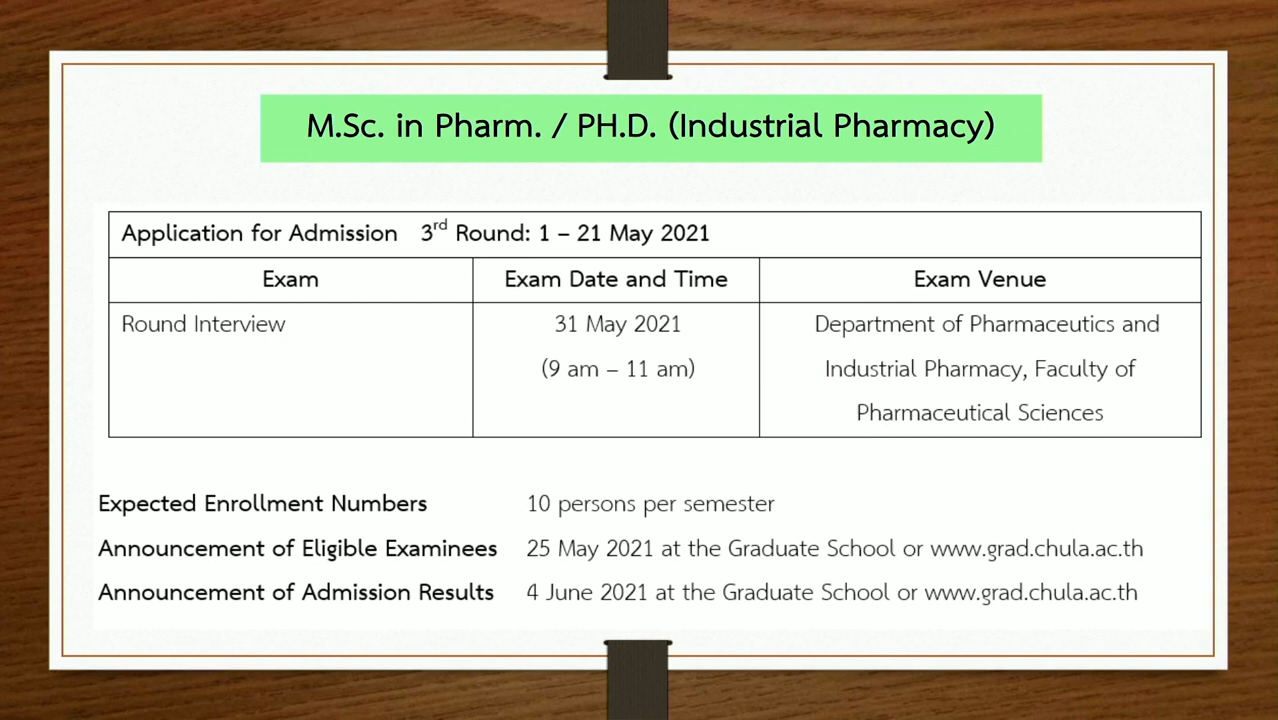 M.Sc. in Pharm. / PH.D. (Industrial Pharmacy)
Application for Admission 3rd Round: 1 – 21 May 2021
Exam Exam Date and Time Exam Venue
Round Interview 31 May 2021 Department of Pharmaceutics and
(9 am – 11 am) Industrial Pharmacy, Faculty of
Pharmaceutical Sciences
Expected Enrollment Numbers 10 persons per semester
Announcement of Eligible Examinees 25 May 2021 at the Graduate School or www.grad.chula.ac.th
Announcement of Admission Results 4 June 2021 at the Graduate School or www.grad.chula.ac.th